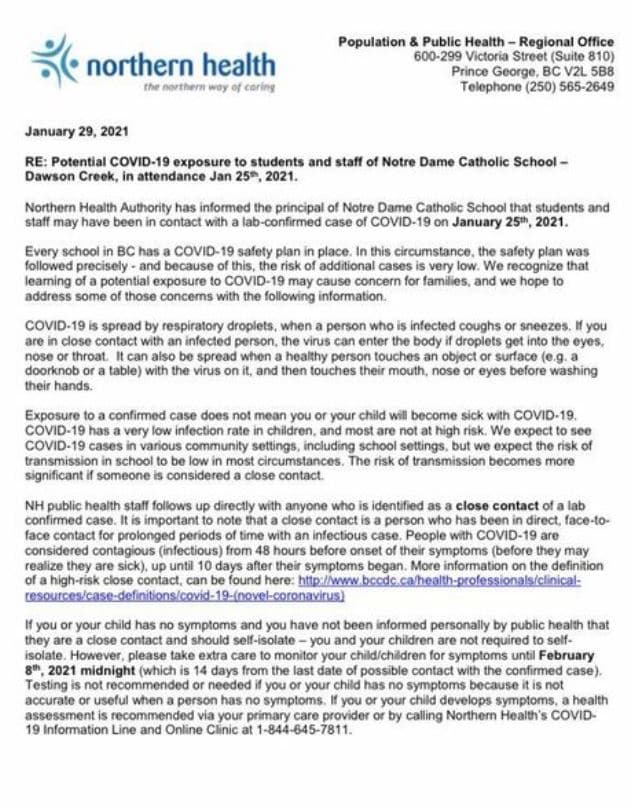 northern health
the northern way of caring
Population & Public Health – Regional Office
600-299 Victoria Street (Suite 810)
Prince George, BC V2L 5B8
Telephone (250) 565-2649
January 29, 2021
RE: Potential COVID-19 exposure to students and staff of Notre Dame Catholic School –
Dawson Creek, in attendance Jan 25th, 2021.
Northern Health Authority has informed the principal of Notre Dame Catholic School that students and
staff may have been in contact with a lab-confirmed case of COVID-19 on January 25th, 2021.
Every school in BC has a COVID-19 safety plan in place. In this circumstance, the safety plan was
followed precisely - and because of this, the risk of additional cases is very low. We recognize that
learning of a potential exposure to COVID-19 may cause concern for families, and we hope to
address some of those concerns with the following information.
COVID-19 is spread by respiratory droplets, when a person who is infected coughs or sneezes. If you
are in close contact with an infected person, the virus can enter the body if droplets get into the eyes,
nose or throat. It can also be spread when a healthy person touches an object or surface (e.g. a
doorknob or a table) with the virus on it, and then touches their mouth, nose or eyes before washing
their hands.
Exposure to a confirmed case does not mean you or your child will become sick with COVID-19.
COVID-19 has a very low infection rate in children, and most are not at high risk. We expect to see
COVID-19 cases in various community settings, including school settings, but we expect the risk of
transmission in school to be low in most circumstances. The risk of transmission becomes more
significant if someone is considered a close contact.
NH public health staff follows up directly with anyone who is identified as a close contact of a lab
confirmed case. It is important to note that a close contact is a person who has been in direct, face-to-
face contact for prolonged periods of time with an infectious case. People with COVID-19 are
considered contagious (infectious) from 48 hours before onset of their symptoms (before they may
realize they are sick), up until 10 days after their symptoms began. More information on the definition
of a high-risk close contact, can be found here: http://www.bccdc.ca/health-professionals/clinical-
resources/case-definitions/covid-19-(novel-coronavirus)
If you or your child has no symptoms and you have not been informed personally by public health that
they are a close contact and should self-isolate – you and your children are not required to self-
isolate. However, please take extra care to monitor your child/children for symptoms until February
8th, 2021 midnight (which is 14 days from the last date of possible contact with the confirmed case).
Testing is not recommended or needed if you or your child has no symptoms because it is not
accurate or useful when a person has no symptoms. If you or your child develops symptoms, a health
assessment is recommended via your primary care provider or by calling Northern Health's COVID-
19 Information Line and Online Clinic at 1-844-645-7811.